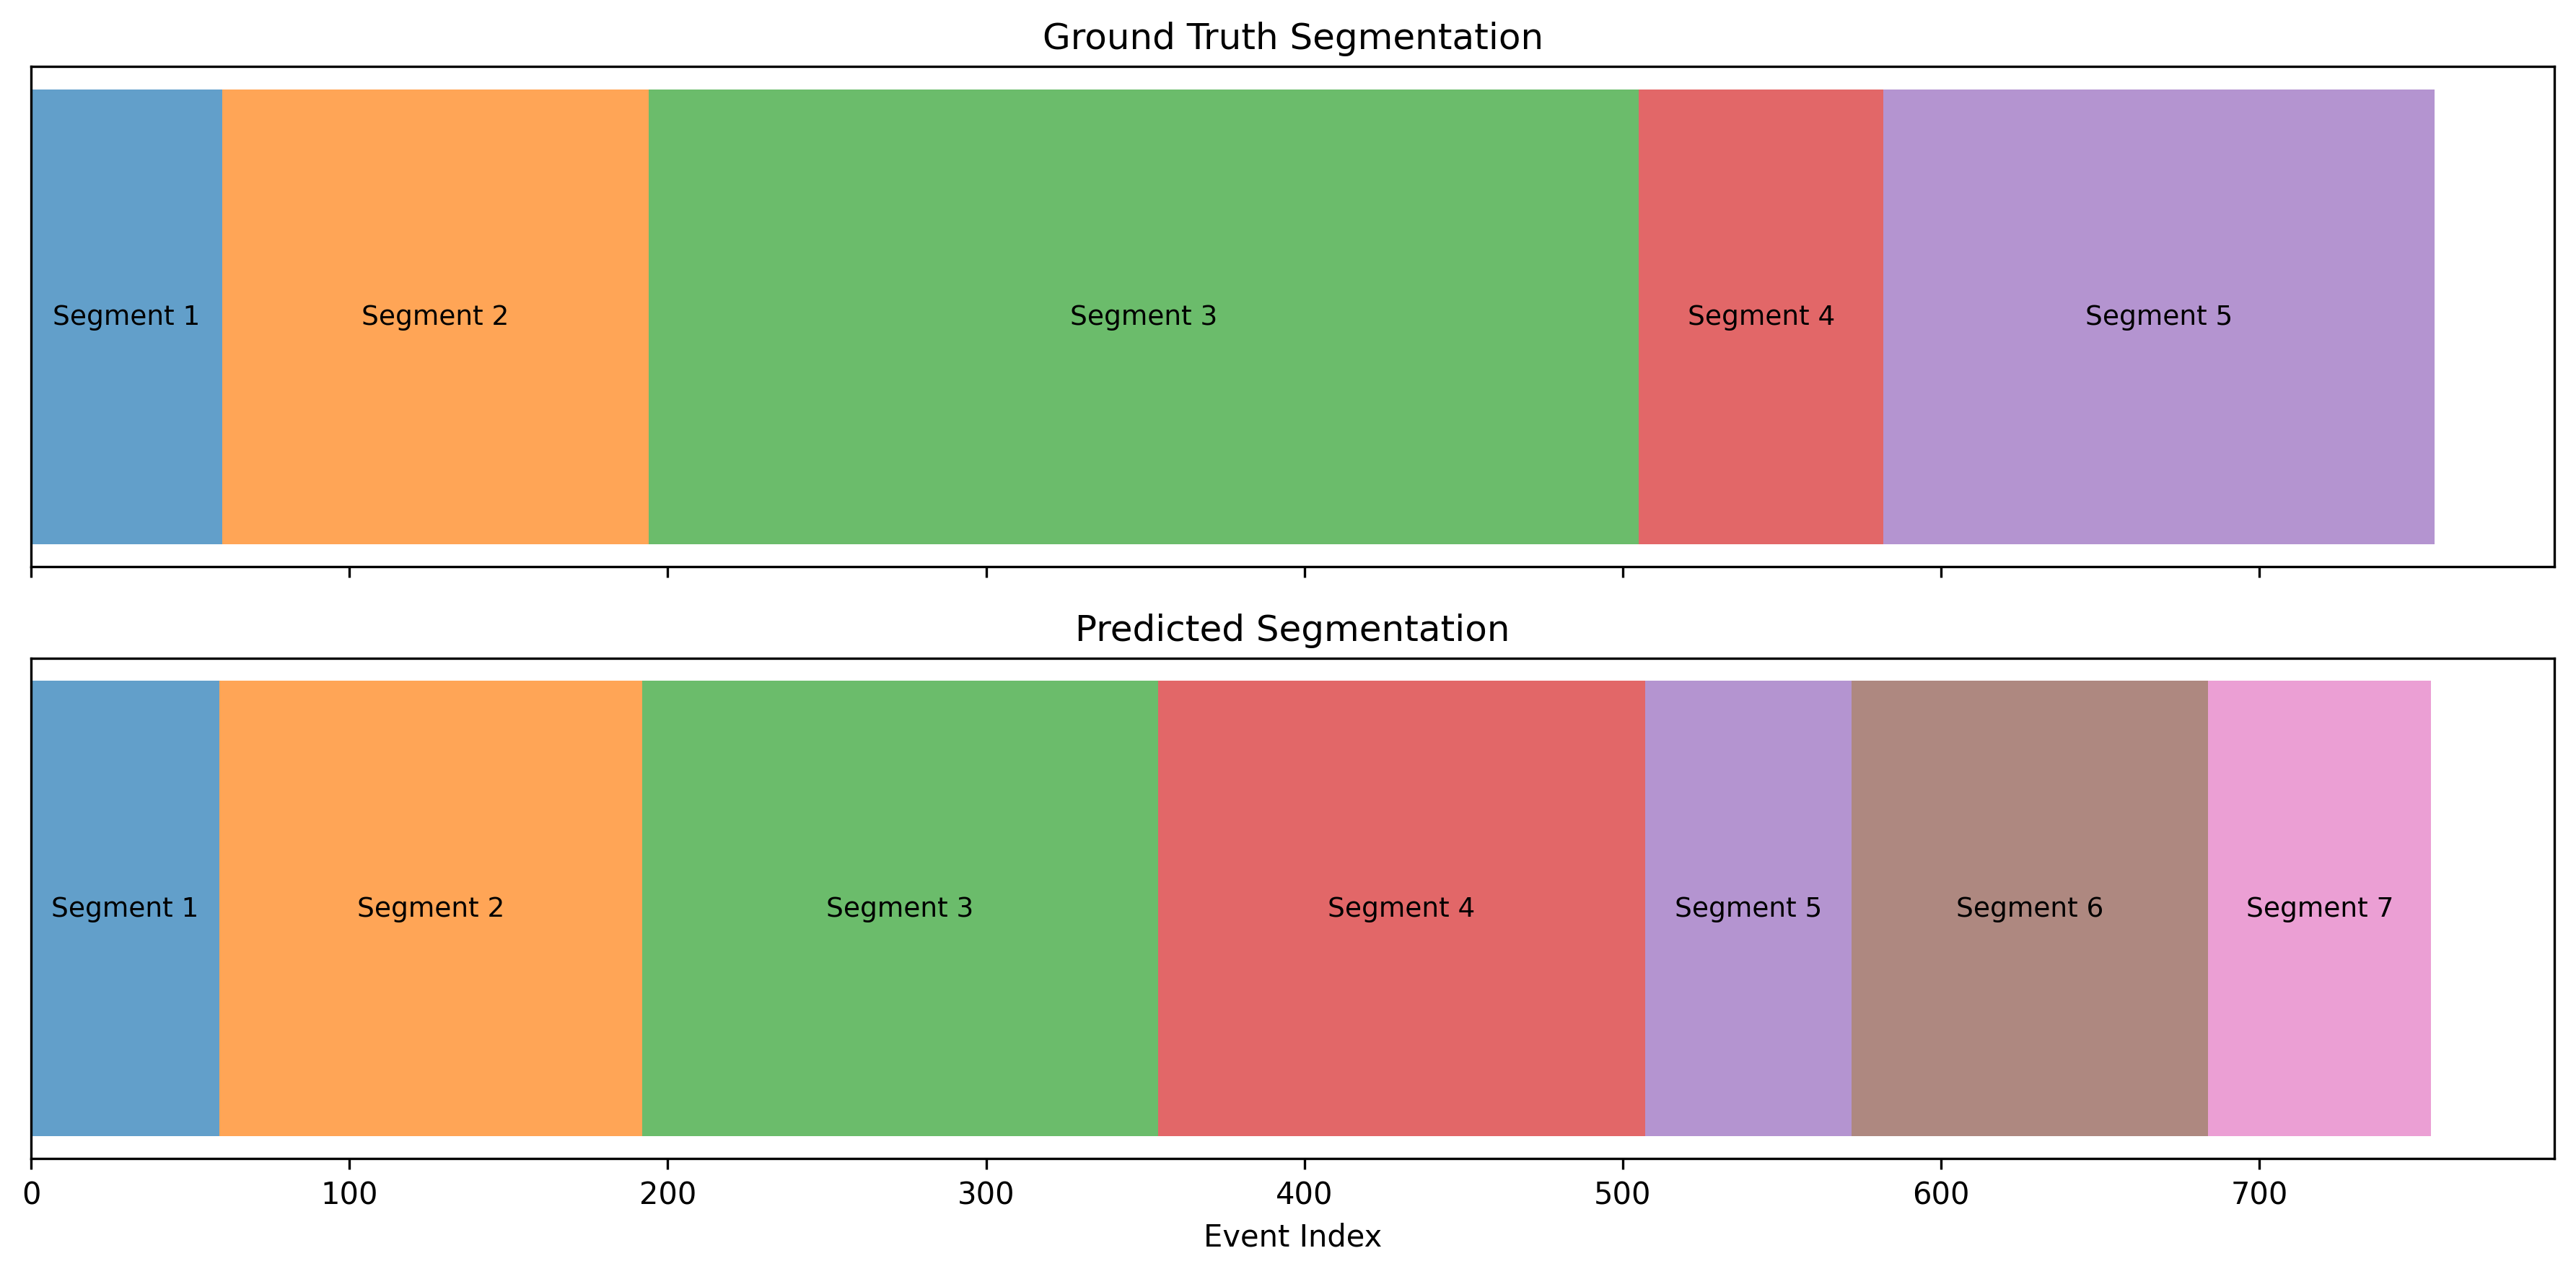 Ground Truth Segmentation
Segment 1 Segment 2 Segment 3 Segment 4 Segment 5
Predicted Segmentation
Segment 1 Segment 2 Segment 3 Segment 4 Segment 5 Segment 6 Segment 7
0 100 200 300 400 500 600 700
Event Index